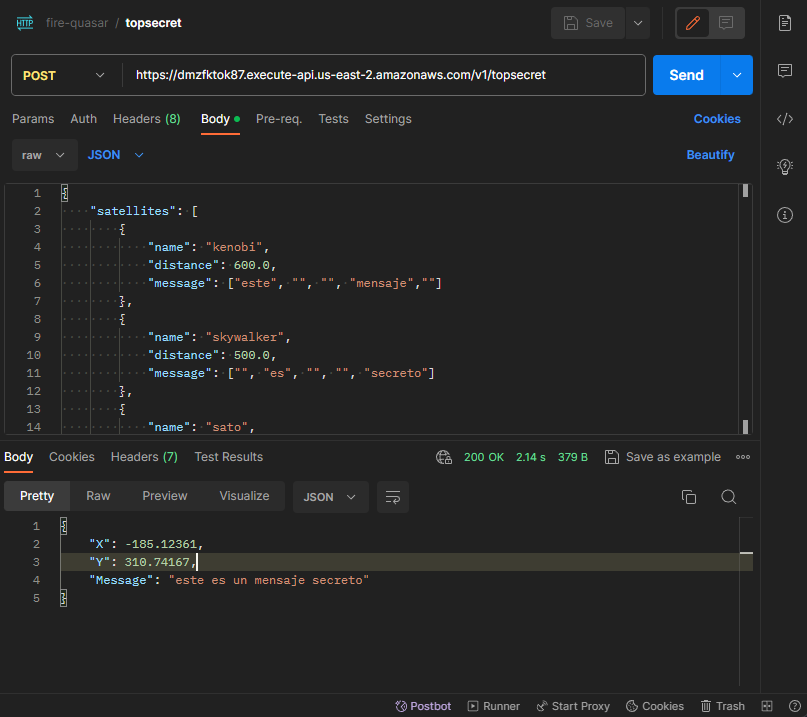 HTTP fire-quasar / topsecret Save
POST https://dmzfktok87.execute-api.us-east-2.amazonaws.com/v1/topsecret Send
Params Auth Headers (8) Body Pre-req. Tests Settings Cookies
raw JSON Beautify
1 {
2 "satellites": [
3 {
4 "name": "kenobi",
5 "distance": 600.0,
6 "message": ["este", "", "", "mensaje",""]
7 },
8 {
9 "name": "skywalker",
10 "distance": 500.0,
11 "message": ["", "es", "", "", "secreto"]
12 },
13 {
14 "name": "sato",
Body Cookies Headers (7) Test Results 200 OK 2.14 s 379 B Save as example
Pretty Raw Preview Visualize JSON
1 {
2 "X": -185.12361,
3 "Y": 310.74167,
4 "Message": "este es un mensaje secreto"
5 }
Postbot Runner Start Proxy Cookies Trash